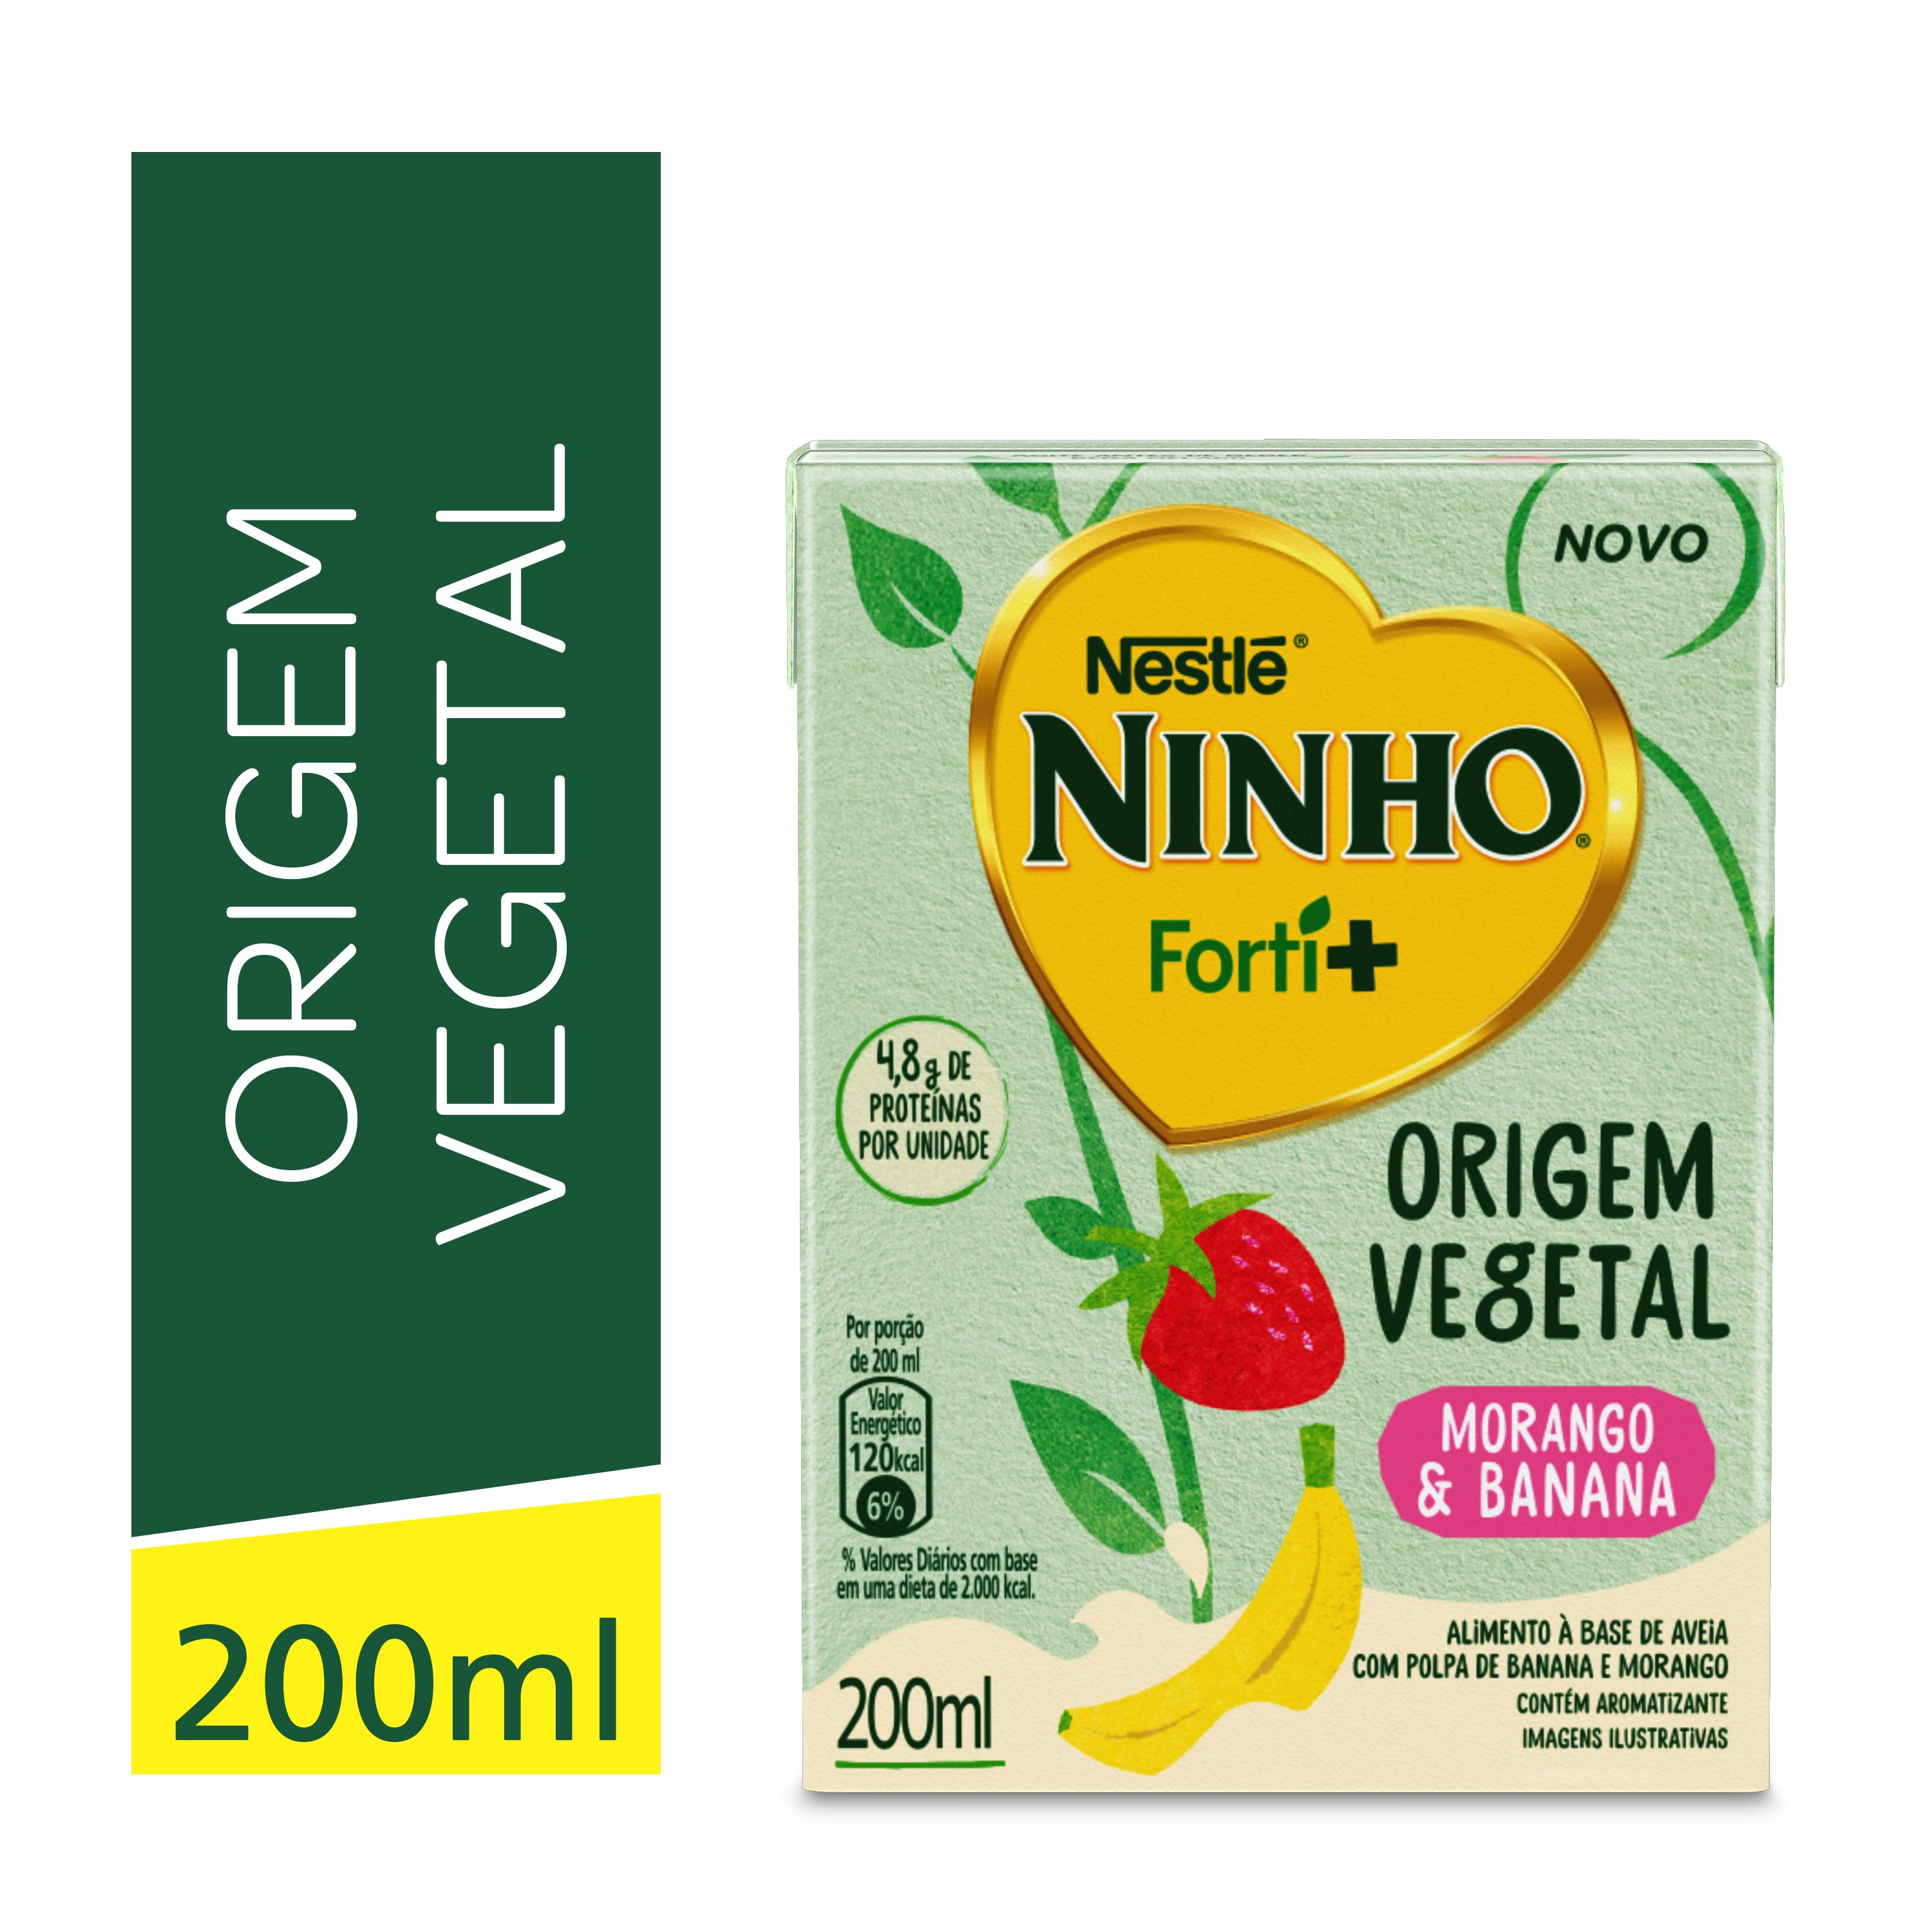 ORIGEM
VEGETAL
200ml
NOVO
Nestlé®
NINHO®
Forti+
4,8g DE
PROTEÍNAS
POR UNIDADE
ORIGEM
VEGETAL
Por porção
de 200 ml
Valor
Energético
120kcal
6%
% Valores Diários com base
em uma dieta de 2.000 kcal.
MORANGO
& BANANA
ALIMENTO À BASE DE AVEIA
COM POLPA DE BANANA E MORANGO
CONTÉM AROMATIZANTE
IMAGENS ILUSTRATIVAS
200ml